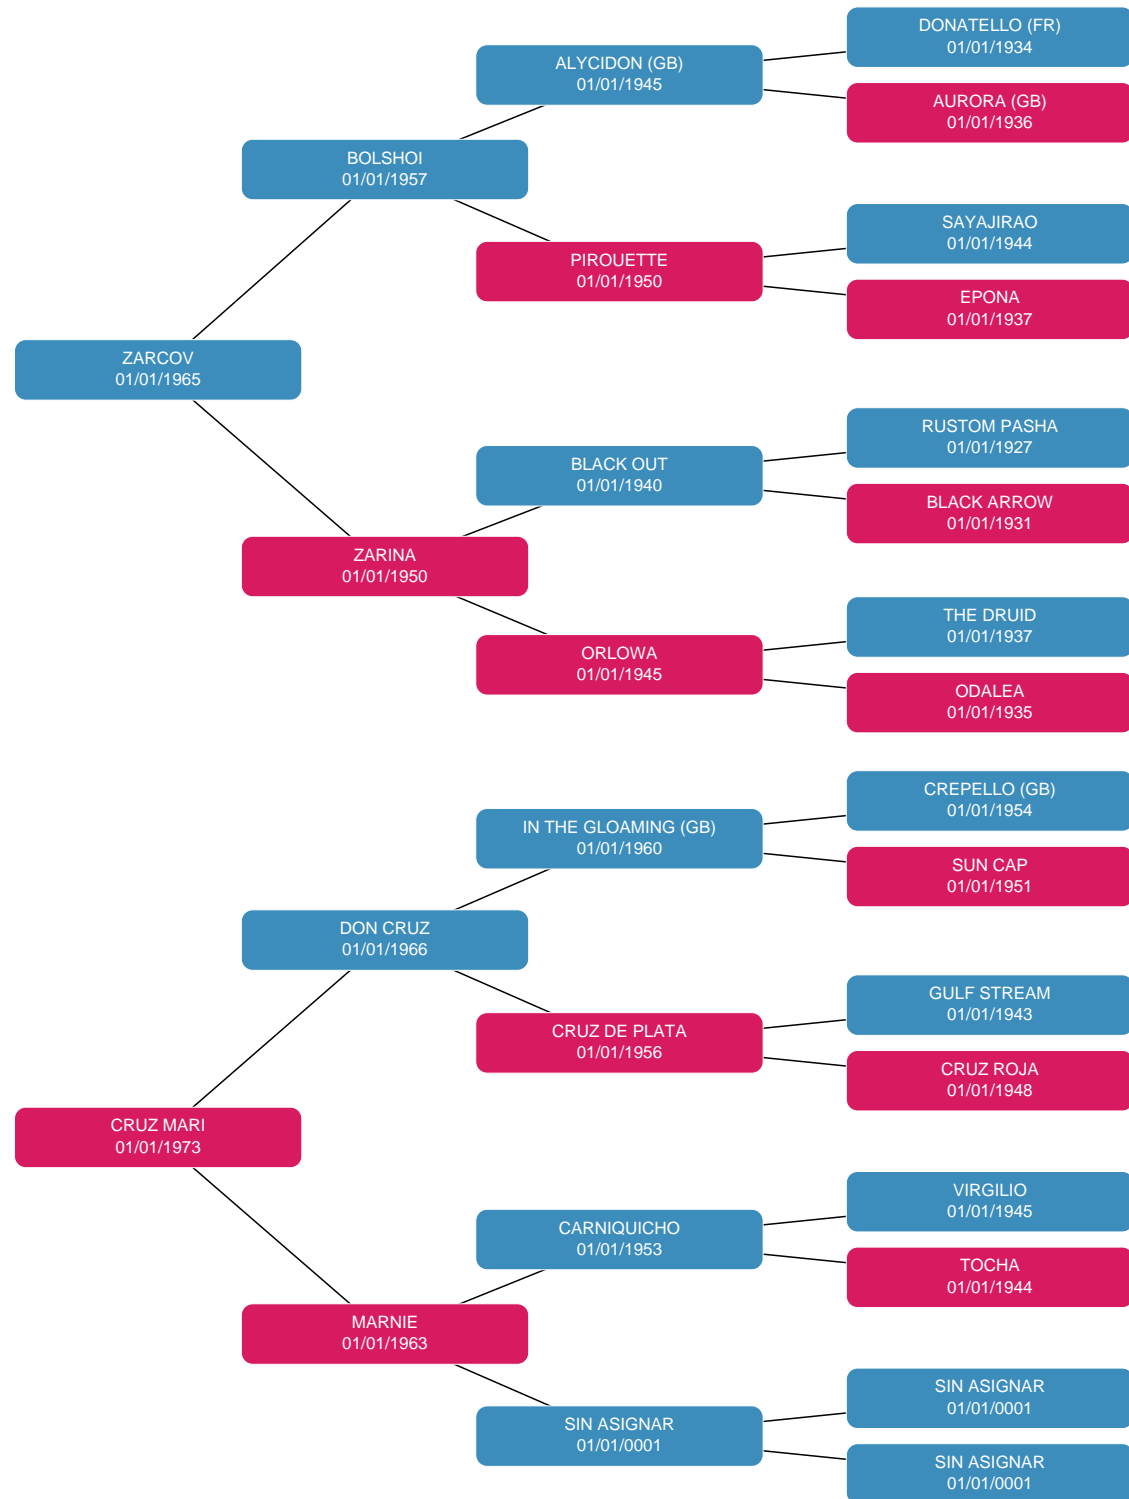 DONATELLO (FR)
01/01/1934
ALYCIDON (GB)
01/01/1945
AURORA (GB)
01/01/1936
BOLSHOI
01/01/1957
SAYAJIRAO
01/01/1944
PIROUETTE
01/01/1950
EPONA
01/01/1937
ZARCOV
01/01/1965
RUSTOM PASHA
01/01/1927
BLACK OUT
01/01/1940
BLACK ARROW
01/01/1931
ZARINA
01/01/1950
THE DRUID
01/01/1937
ORLOWA
01/01/1945
ODALEA
01/01/1935
CREPELLO (GB)
01/01/1954
IN THE GLOAMING (GB)
01/01/1960
SUN CAP
01/01/1951
DON CRUZ
01/01/1966
GULF STREAM
01/01/1943
CRUZ DE PLATA
01/01/1956
CRUZ ROJA
01/01/1948
CRUZ MARI
01/01/1973
VIRGILIO
01/01/1945
CARNIQUICHO
01/01/1953
TOCHA
01/01/1944
MARNIE
01/01/1963
SIN ASIGNAR
01/01/0001
SIN ASIGNAR
01/01/0001
SIN ASIGNAR
01/01/0001